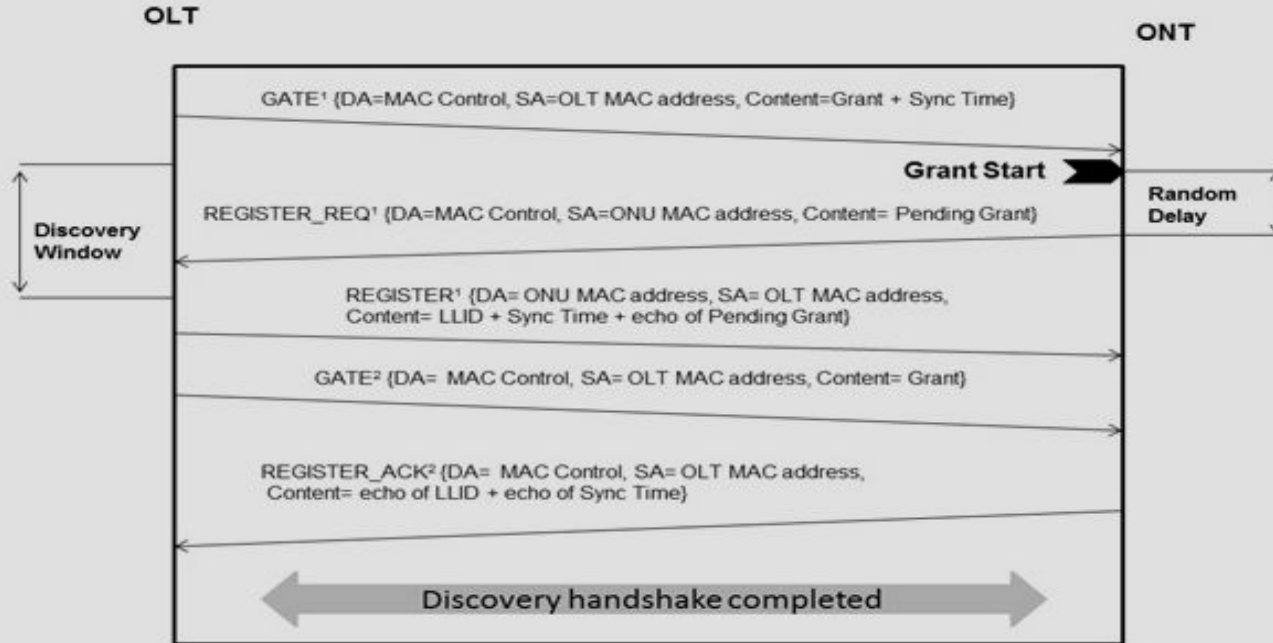 OLT
ONT
GATE¹ {DA=MAC Control, SA=OLT MAC address, Content=Grant + Sync Time}
Grant Start
Random
Delay
REGISTER_REQ¹ {DA=MAC Control, SA=ONU MAC address, Content= Pending Grant}
Discovery
Window
REGISTER¹ {DA= ONU MAC address, SA= OLT MAC address,
Content= LLID + Sync Time + echo of Pending Grant}
GATE² {DA= MAC Control, SA= OLT MAC address, Content= Grant}
REGISTER_ACK² {DA= MAC Control, SA= OLT MAC address,
Content= echo of LLID + echo of Sync Time}
Discovery handshake completed